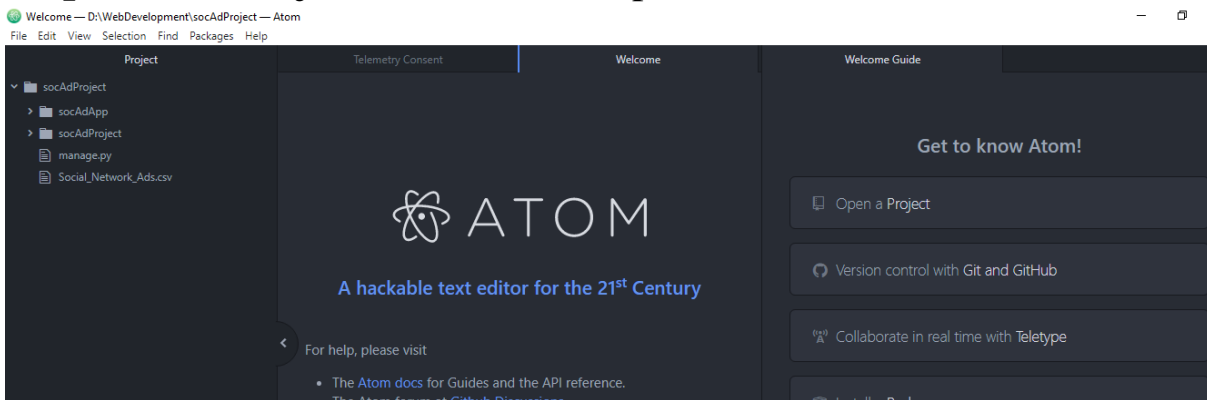 Welcome — D:\WebDevelopment\socAdProject — Atom
File Edit View Selection Find Packages Help
Project
Telemetry Consent
Welcome
Welcome Guide
socAdProject
socAdApp
socAdProject
manage.py
Social_Network_Ads.csv
ATOM
A hackable text editor for the 21st Century
For help, please visit
• The Atom docs for Guides and the API reference.
Get to know Atom!
Open a Project
Version control with Git and GitHub
Collaborate in real time with Teletype